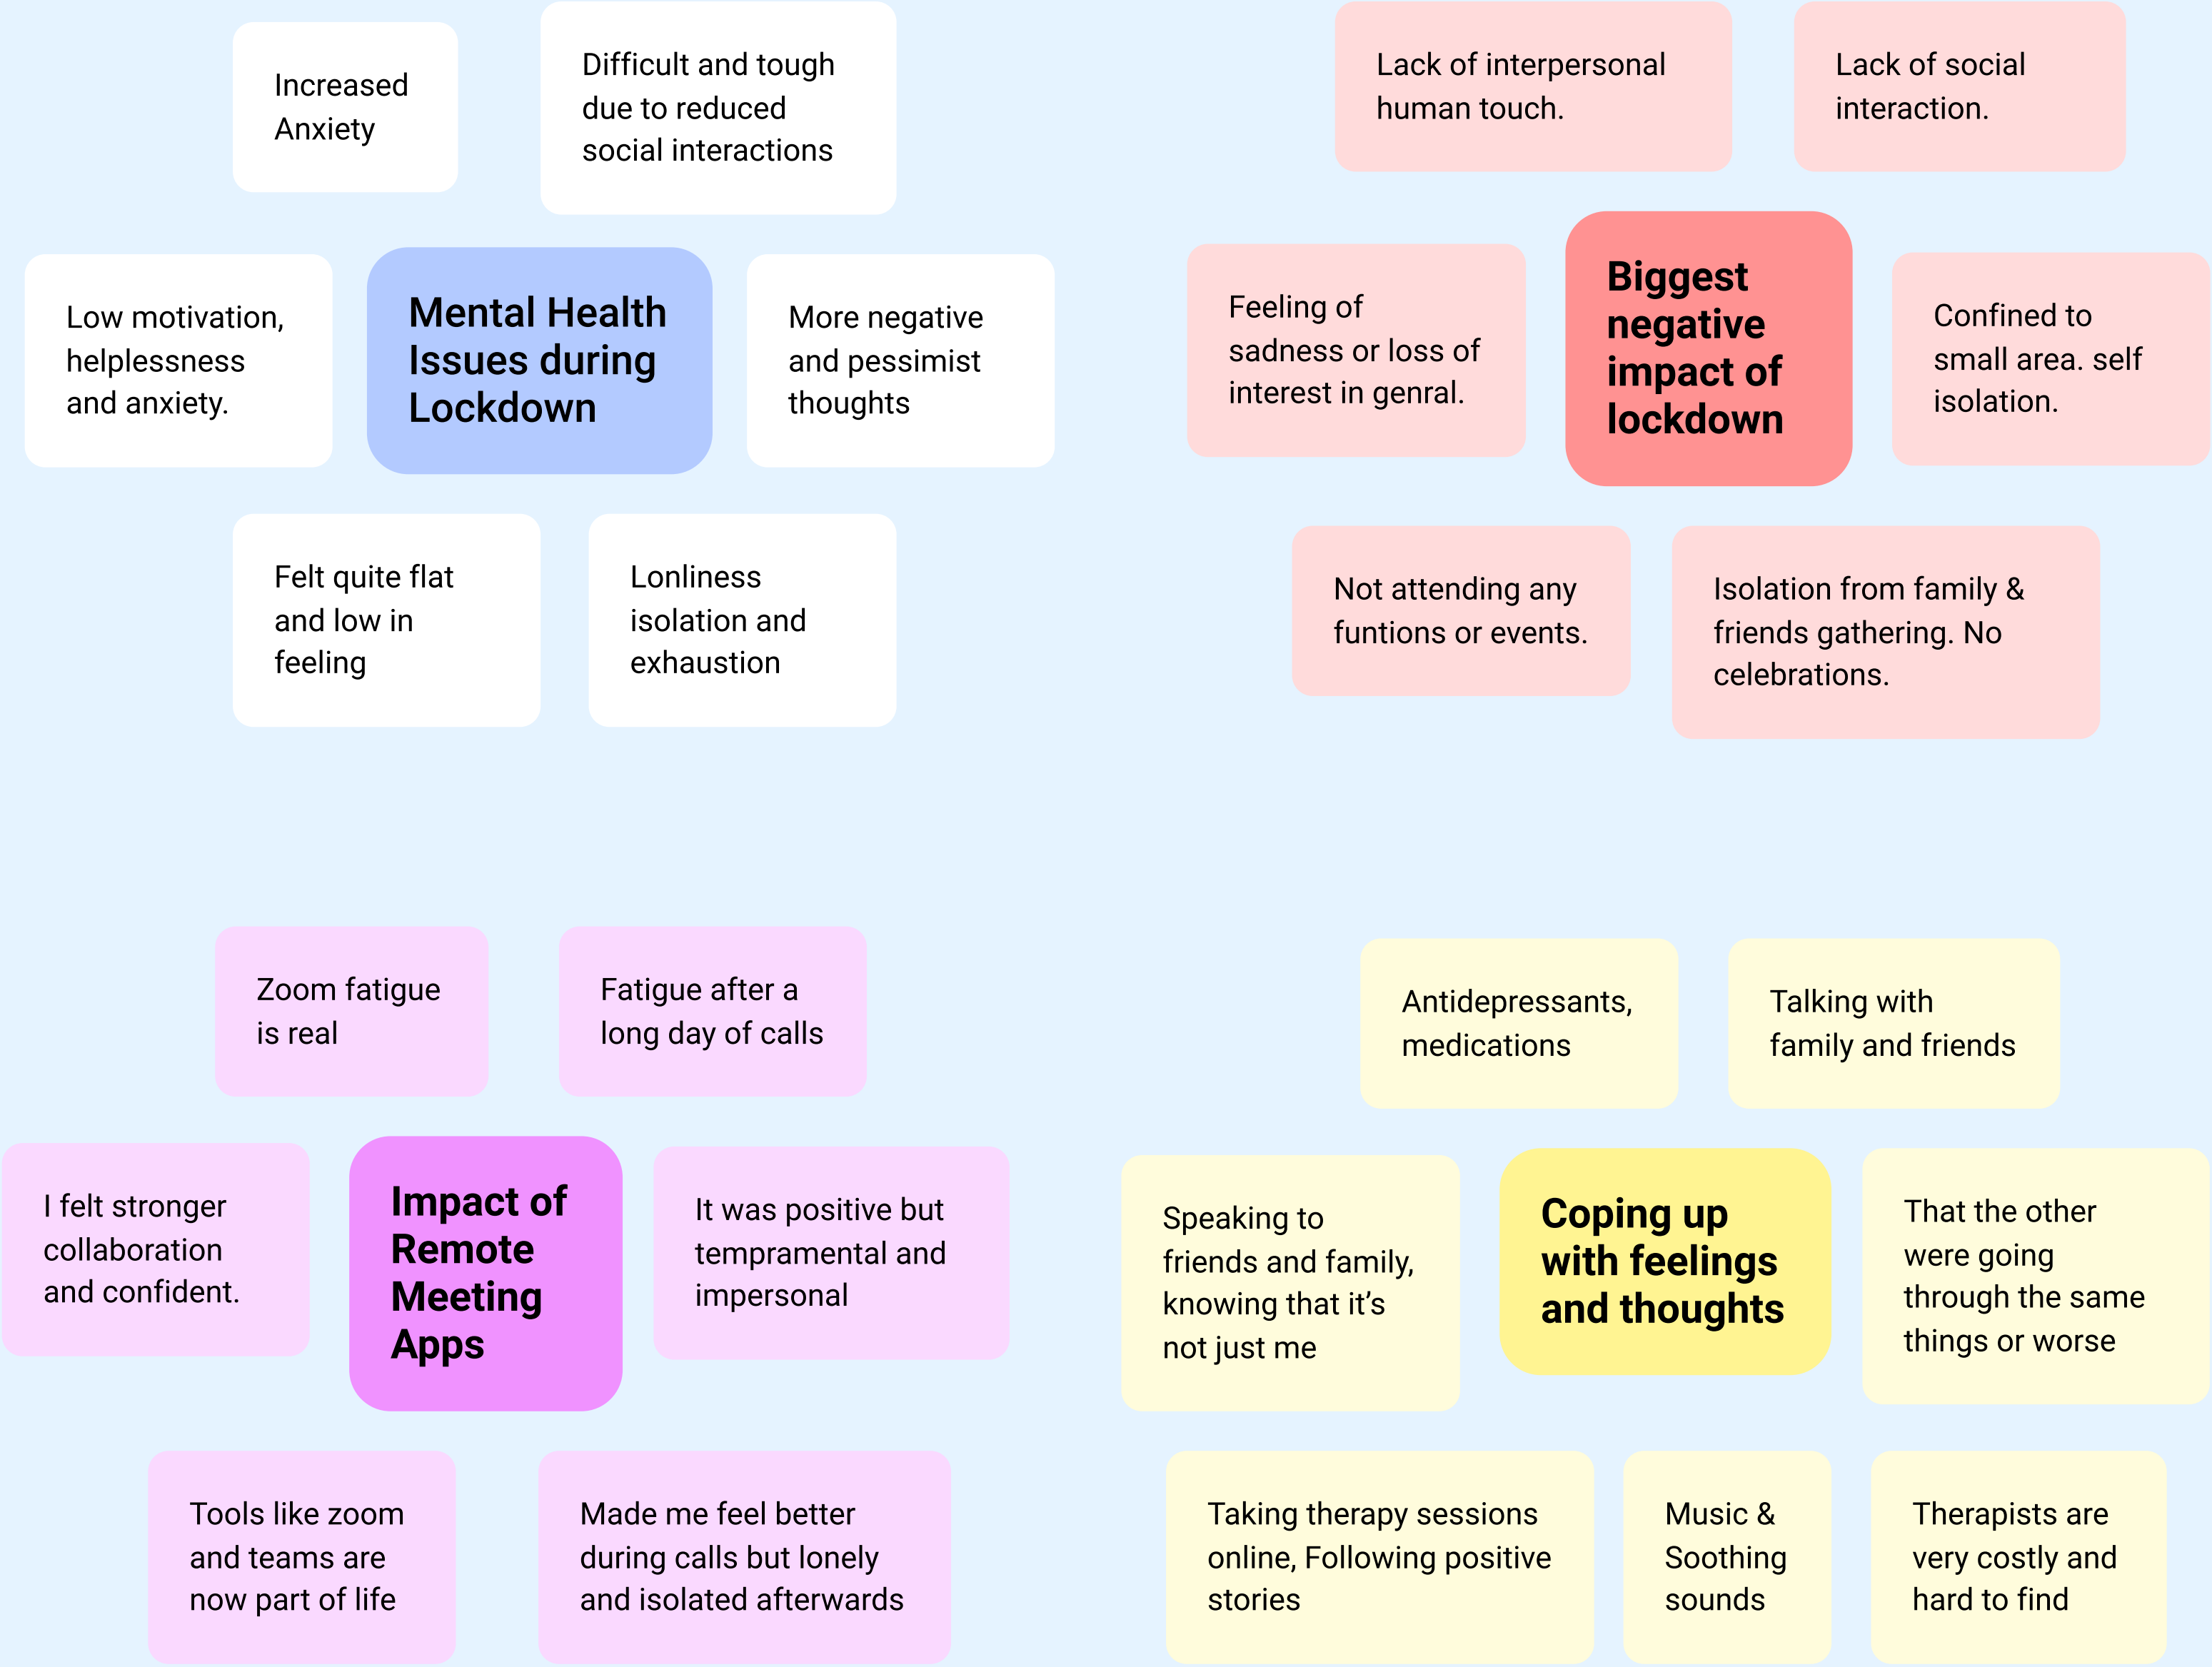 Increased
Anxiety
Difficult and tough
due to reduced
social interactions
Low motivation,
helplessness
and anxiety.
Mental Health
Issues during
Lockdown
More negative
and pessimist
thoughts
Felt quite flat
and low in
feeling
Lonliness
isolation and
exhaustion
Lack of interpersonal
human touch.
Lack of social
interaction.
Feeling of
sadness or loss of
interest in genral.
Biggest
negative
impact of
lockdown
Confined to
small area. self
isolation.
Not attending any
funtions or events.
Isolation from family &
friends gathering. No
celebrations.
Zoom fatigue
is real
Fatigue after a
long day of calls
I felt stronger
collaboration
and confident.
Impact of
Remote
Meeting
Apps
It was positive but
tempramental and
impersonal
Tools like zoom
and teams are
now part of life
Made me feel better
during calls but lonely
and isolated afterwards
Antidepressants,
medications
Talking with
family and friends
Speaking to
friends and family,
knowing that it’s
not just me
Coping up
with feelings
and thoughts
That the other
were going
through the same
things or worse
Taking therapy sessions
online, Following positive
stories
Music &
Soothing
sounds
Therapists are
very costly and
hard to find